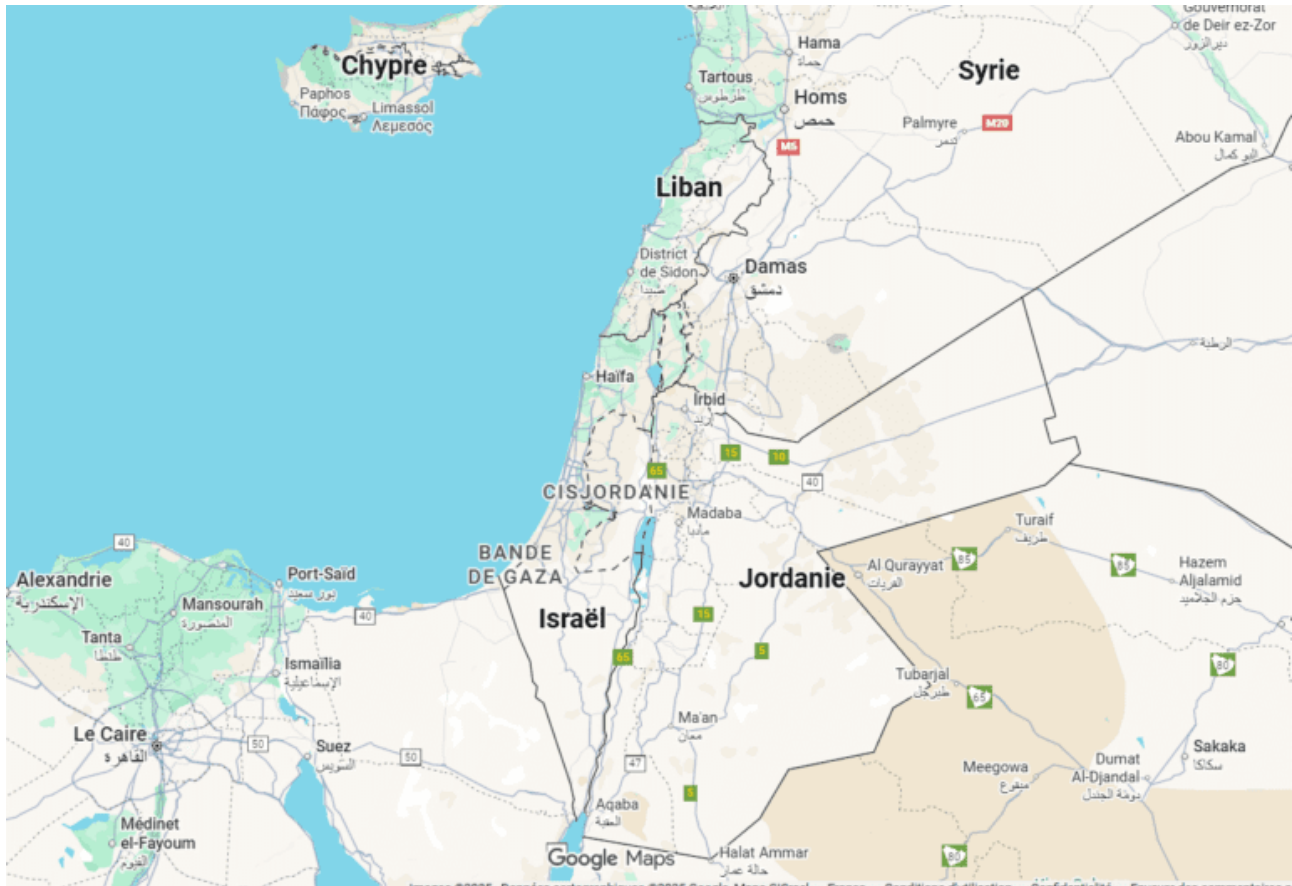 Gouvernorat
de Deir ez-Zor
ديرالزور
Hama
حماة
Syrie
Chypre
Tartous
طرطوس
Paphos
Πάφος
Limassol
Λεμεσός
Homs
حمص
Palmyre
تدمر
M20
Abou Kamal
البو كمال
M5
Liban
District
de Sidon
صيدا
Damas
دمشق
الرطبة
Haïfa
Irbid
إربد
15
10
65
40
CISJORDANIE
Madaba
مادبا
Turaif
طريف
40
BANDE
DE GAZA
Alexandrie
الإسكندرية
Port-Saïd
بور سعيد
Jordanie
Al Qurayyat
القريات
85
85
Hazem
Aljalamid
حزم الجلاميد
Mansourah
المنصورة
40
Israël
15
Tanta
طنطا
5
65
80
Ismaïlia
الإسماعيلية
Tubarjal
طبرجل
65
Ma'an
معان
Le Caire
القاهرة
50
Suez
السويس
50
47
Sakaka
سكاكا
Meegowa
ميقوع
Dumat
Al-Djandal
دومة الجندل
5
Aqaba
العقبة
Médinet
el-Fayoum
الفيوم
Google Maps
Halat Ammar
حالة عمار
80